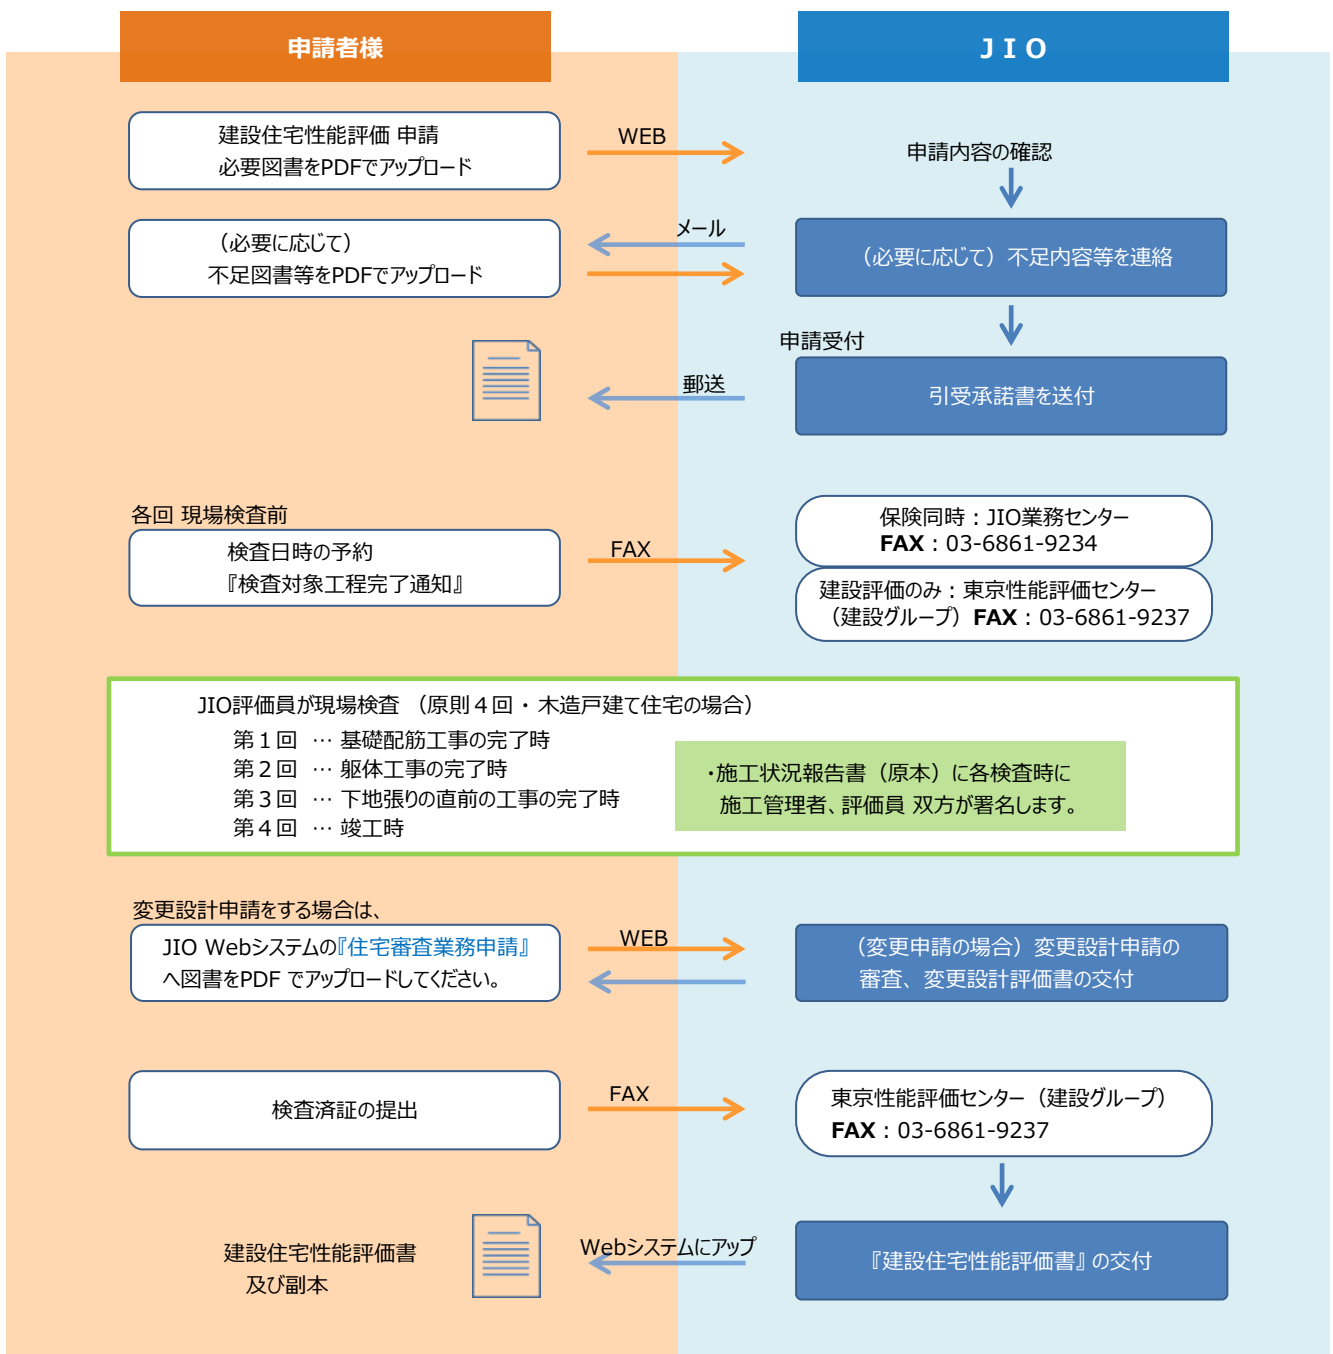 申請者様
ＪＩＯ
建設住宅性能評価 申請
必要図書をPDFでアップロード
WEB
申請内容の確認
（必要に応じて）
不足図書等をPDFでアップロード
メール
（必要に応じて）不足内容等を連絡
申請受付
郵送
引受承諾書を送付
各回 現場検査前
検査日時の予約
『検査対象工程完了通知』
FAX
保険同時：JIO業務センター
FAX：03-6861-9234
建設評価のみ：東京性能評価センター
（建設グループ）FAX：03-6861-9237
JIO評価員が現場検査 （原則４回・木造戸建て住宅の場合）
第１回 … 基礎配筋工事の完了時
第２回 … 躯体工事の完了時
第３回 … 下地張りの直前の工事の完了時
第４回 … 竣工時
・施工状況報告書（原本）に各検査時に
施工管理者、評価員 双方が署名します。
変更設計申請をする場合は、
JIO Webシステムの『住宅審査業務申請』
へ図書をPDF でアップロードしてください。
WEB
（変更申請の場合）変更設計申請の
審査、変更設計評価書の交付
検査済証の提出
FAX
東京性能評価センター（建設グループ）
FAX：03-6861-9237
建設住宅性能評価書
及び副本
Webシステムにアップ
『建設住宅性能評価書』の交付